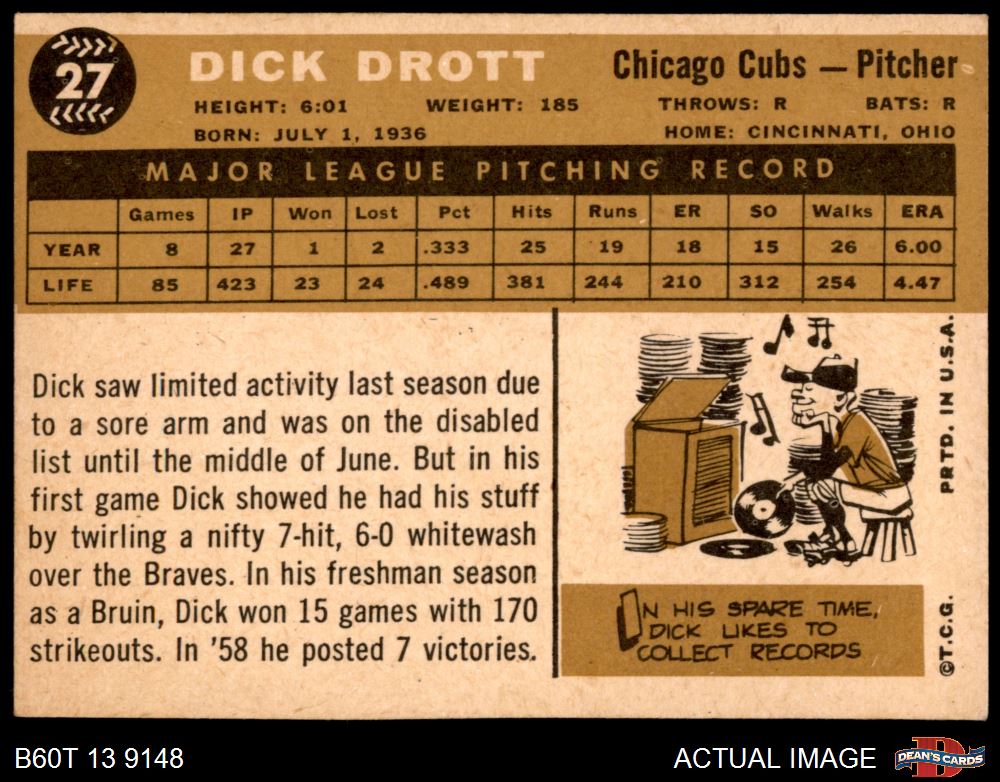 27
DICK DROTT
Chicago Cubs — Pitcher
HEIGHT: 6:01 WEIGHT: 185 THROWS: R BATS: R
BORN: JULY 1, 1936 HOME: CINCINNATI, OHIO
MAJOR LEAGUE PITCHING RECORD
Games IP Won Lost Pct Hits Runs ER SO Walks ERA
YEAR 8 27 1 2 .333 25 19 18 15 26 6.00
LIFE 85 423 23 24 .489 381 244 210 312 254 4.47
Dick saw limited activity last season due
to a sore arm and was on the disabled
list until the middle of June. But in his
first game Dick showed he had his stuff
by twirling a nifty 7-hit, 6-0 whitewash
over the Braves. In his freshman season
as a Bruin, Dick won 15 games with 170
strikeouts. In '58 he posted 7 victories.
IN HIS SPARE TIME,
DICK LIKES TO
COLLECT RECORDS
©T.C.G. PRTD. IN U.S.A.
B60T 13 9148
ACTUAL IMAGE
D
DEAN'S CARDS